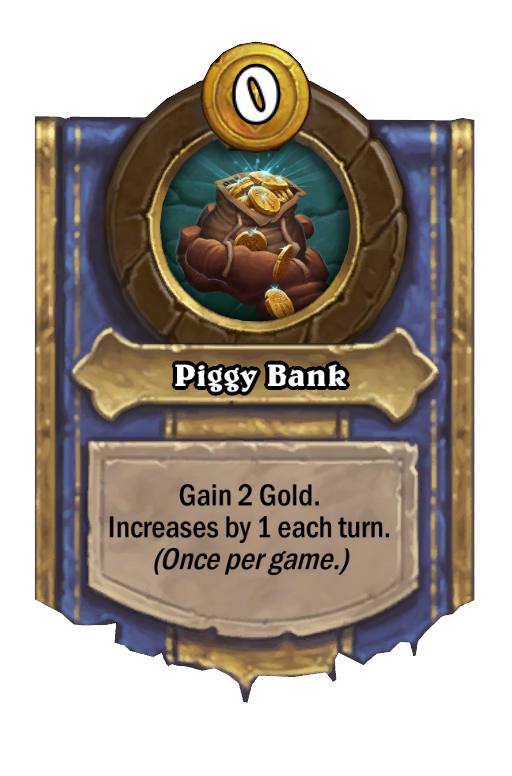 0
Piggy Bank
Gain 2 Gold.
Increases by 1 each turn.
(Once per game.)